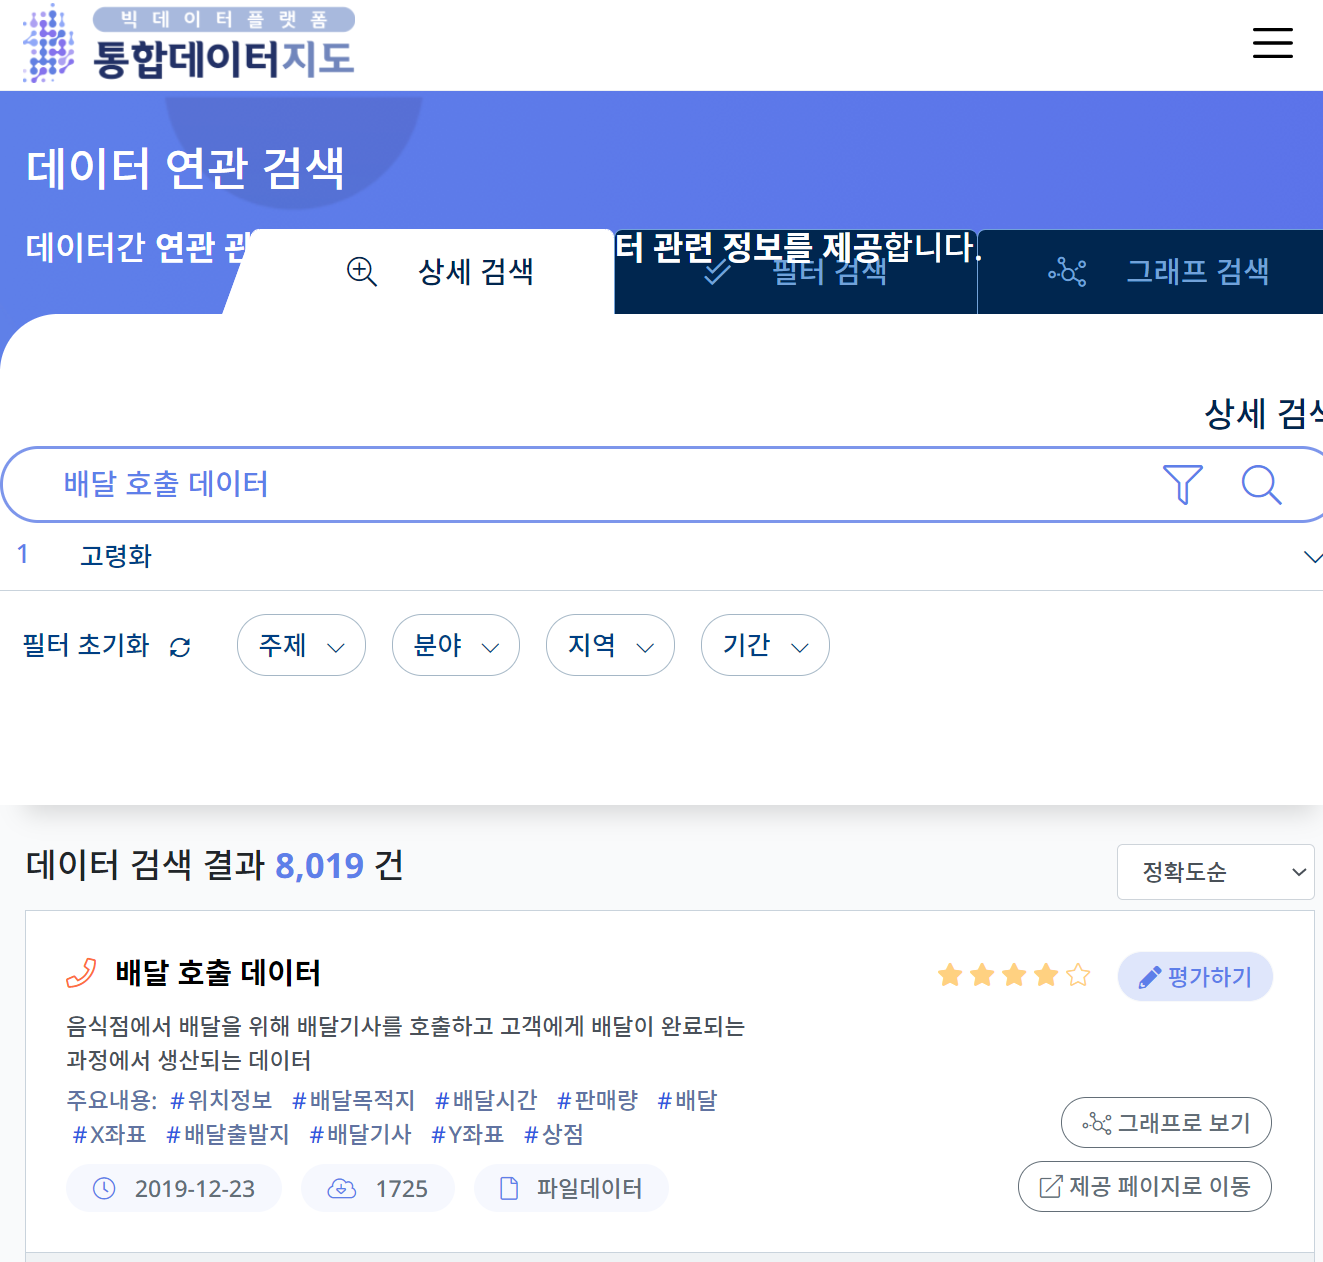 빅데이터플랫폼
통합데이터지도
데이터 연관 검색
데이터간 연관 관
터 관련 정보를 제공합니다.
상세 검색
필터 검색
그래프 검색
상세 검색
배달 호출 데이터
1 고령화
필터 초기화 주제 분야 지역 기간
데이터 검색 결과 8,019 건
정확도순
배달 호출 데이터
평가하기
음식점에서 배달을 위해 배달기사를 호출하고 고객에게 배달이 완료되는
과정에서 생산되는 데이터
주요내용: #위치정보 #배달목적지 #배달시간 #판매량 #배달
#X좌표 #배달출발지 #배달기사 #Y좌표 #상점
그래프로 보기
2019-12-23 1725 파일데이터
제공 페이지로 이동